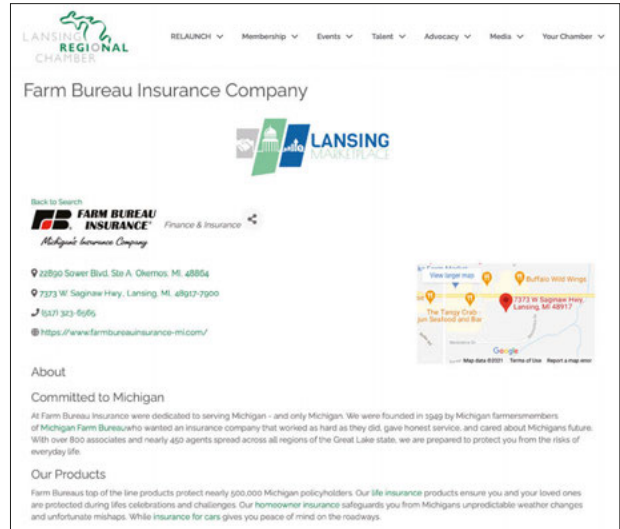 LANSING
REGIONAL
CHAMBER
RELAUNCH Membership Events Talent Advocacy Media Your Chamber
Farm Bureau Insurance Company
LANSING
MARKETPLACE
Back to Search
FB. FARM BUREAU
INSURANCE®
Michigan's Insurance Company
Finance & Insurance
22890 Sower Blvd, Ste A, Okemos, MI, 48864
7373 W. Saginaw Hwy., Lansing, MI, 48917-7900
(517) 323-6565
https://www.farmbureauinsurance-mi.com/
View larger map
Buffalo Wild Wings
7373 W Saginaw Hwy,
Lansing, MI 48917
The Tangy Crab -
Seafood and Bar
Google
Map data ©2021 Terms of Use Report a map error
About
Committed to Michigan
At Farm Bureau Insurance were dedicated to serving Michigan - and only Michigan. We were founded in 1949 by Michigan farmersmembers
of Michigan Farm Bureauwho wanted an insurance company that worked as hard as they did, gave honest service, and cared about Michigans future.
With over 800 associates and nearly 450 agents spread across all regions of the Great Lake state, we are prepared to protect you from the risks of
everyday life.
Our Products
Farm Bureaus top of the line products protect nearly 500,000 Michigan policyholders. Our life insurance products ensure you and your loved ones
are protected during lifes celebrations and challenges. Our homeowner insurance safeguards you from Michigans unpredictable weather changes
and unfortunate mishaps. While insurance for cars gives you peace of mind on the roadways.